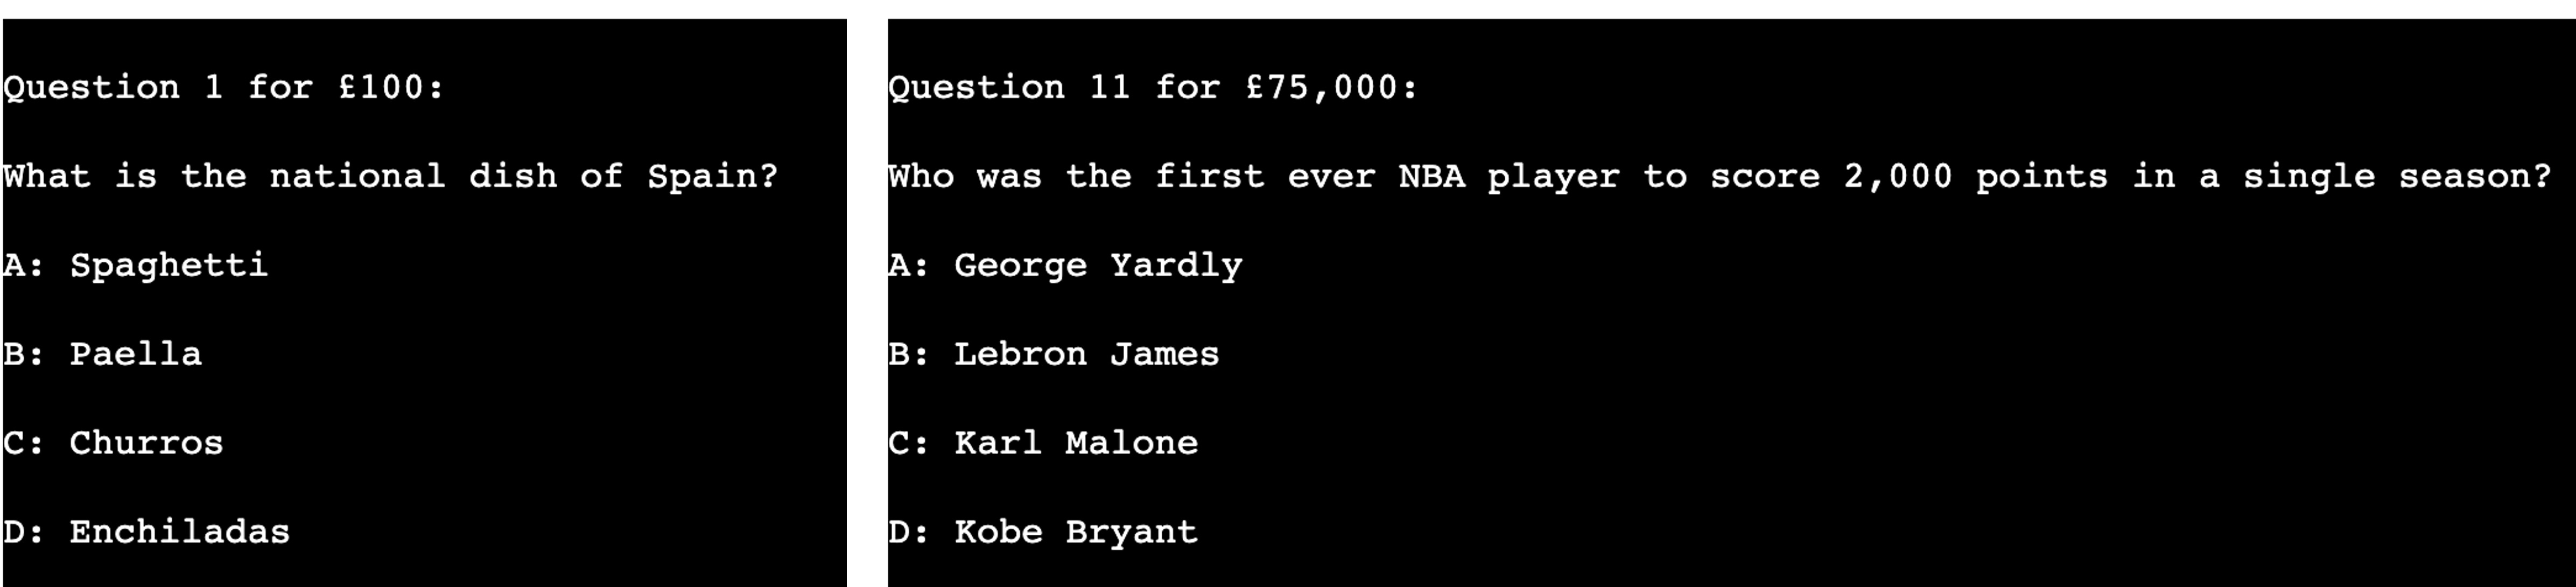 Question 1 for £100:
What is the national dish of Spain?
A: Spaghetti
B: Paella
C: Churros
D: Enchiladas
Question 11 for £75,000:
Who was the first ever NBA player to score 2,000 points in a single season?
A: George Yardly
B: Lebron James
C: Karl Malone
D: Kobe Bryant